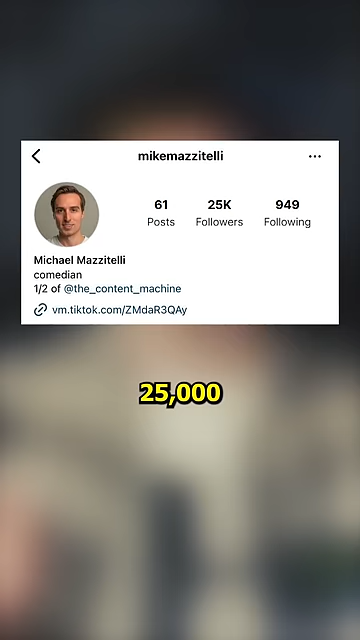 mikemazzitelli
61 25K 949
Posts Followers Following
Michael Mazzitelli
comedian
1/2 of @the_content_machine
vm.tiktok.com/ZMdaR3QAy
25,000